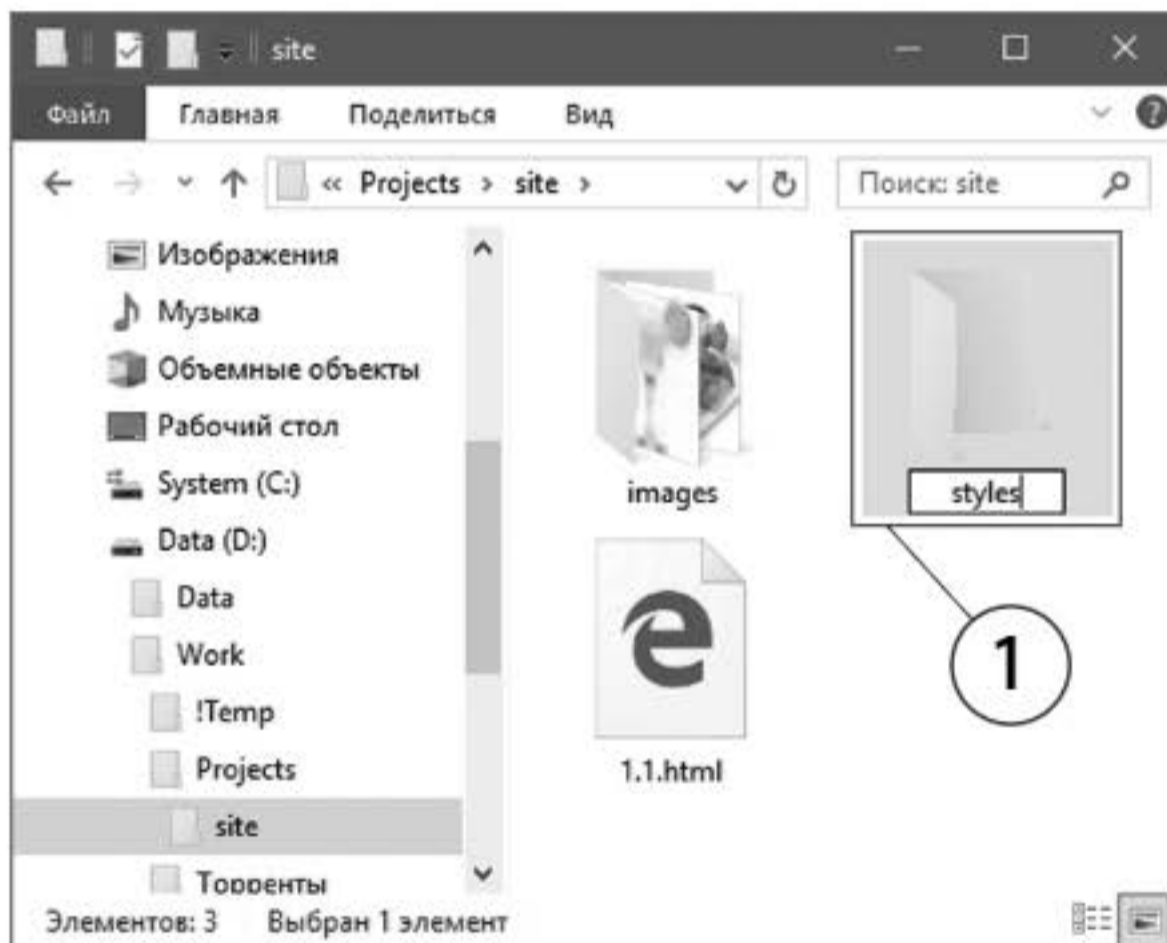 site
Файл Главная Поделиться Вид ?
« Projects › site › Поиск: site
Изображения
Музыка
Объемные объекты
Рабочий стол
System (C:)
Data (D:)
Data
Work
!Temp
Projects
site
Торренты
images
styles
1.1.html
1
Элементов: 3 Выбран 1 элемент